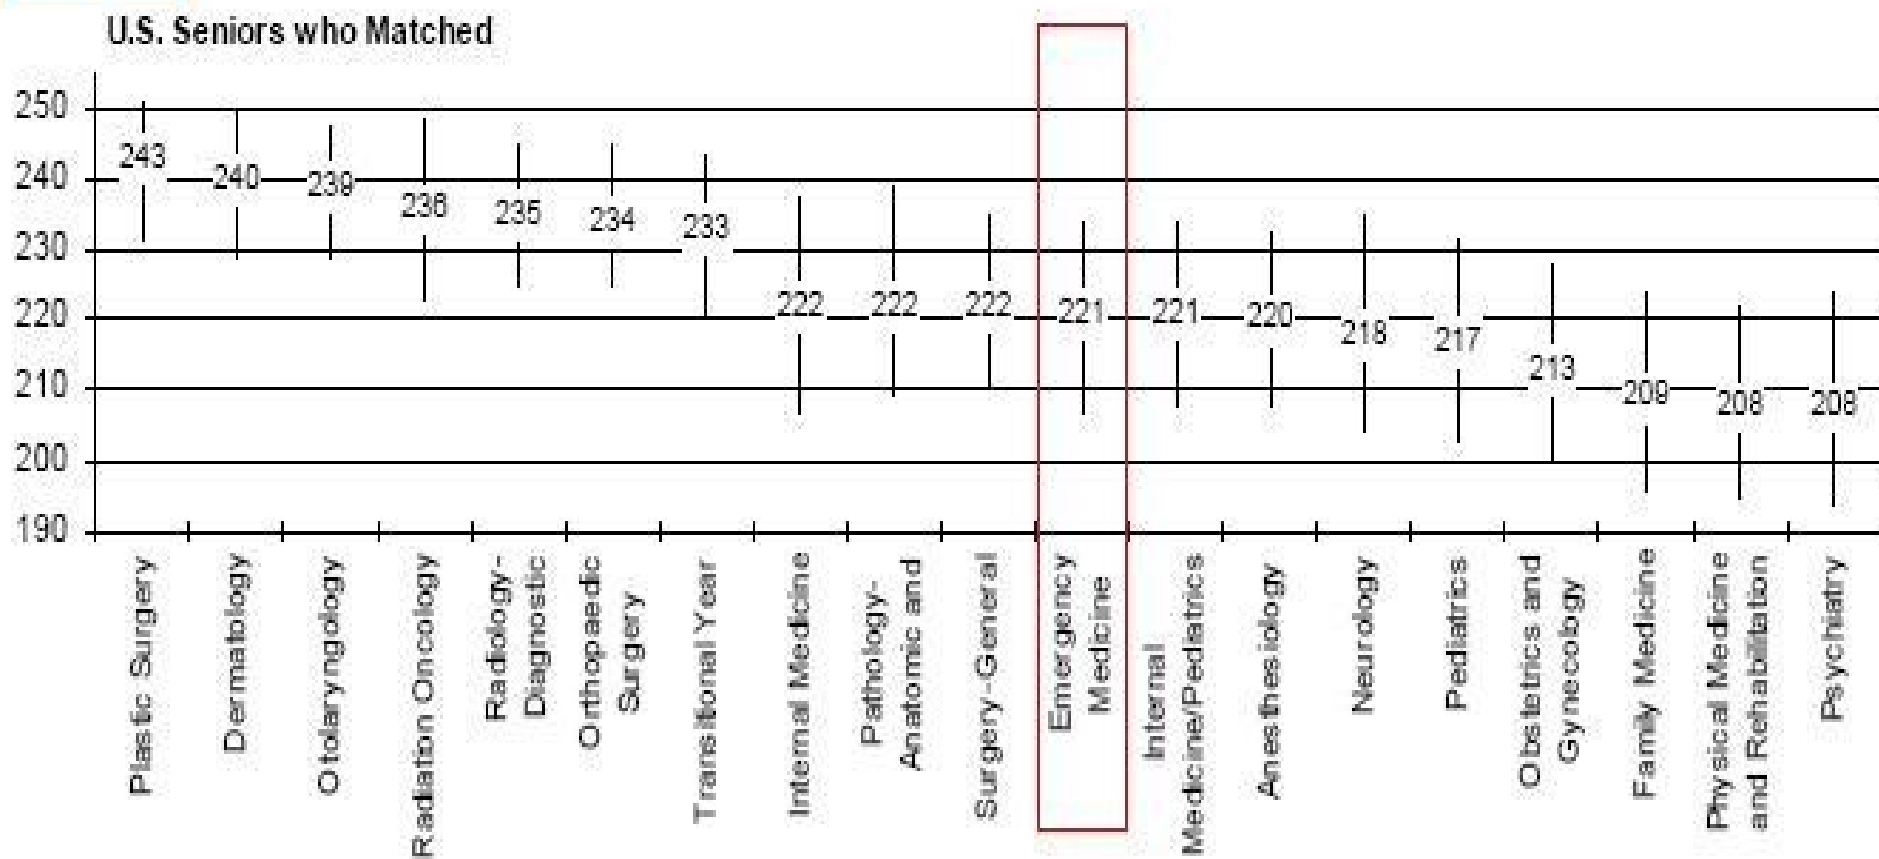 U.S. Seniors who Matched
250
240
230
220
210
200
190
243
240
239
236
235
234
233
222
222
222
221
221
220
218
217
213
209
208
208
Plastic Surgery
Dermatology
Otolaryngology
Radiation Oncology
Radiology-
Diagnostic
Orthopaedic
Surgery
Transitional Year
Internal Medicine
Pathology-
Anatomic and
Surgery-General
Emergency
Medicine
Internal
Medicine/Pediatrics
Anesthesiology
Neurology
Pediatrics
Obstetrics and
Gynecology
Family Medicine
Physical Medicine
and Rehabilitation
Psychiatry